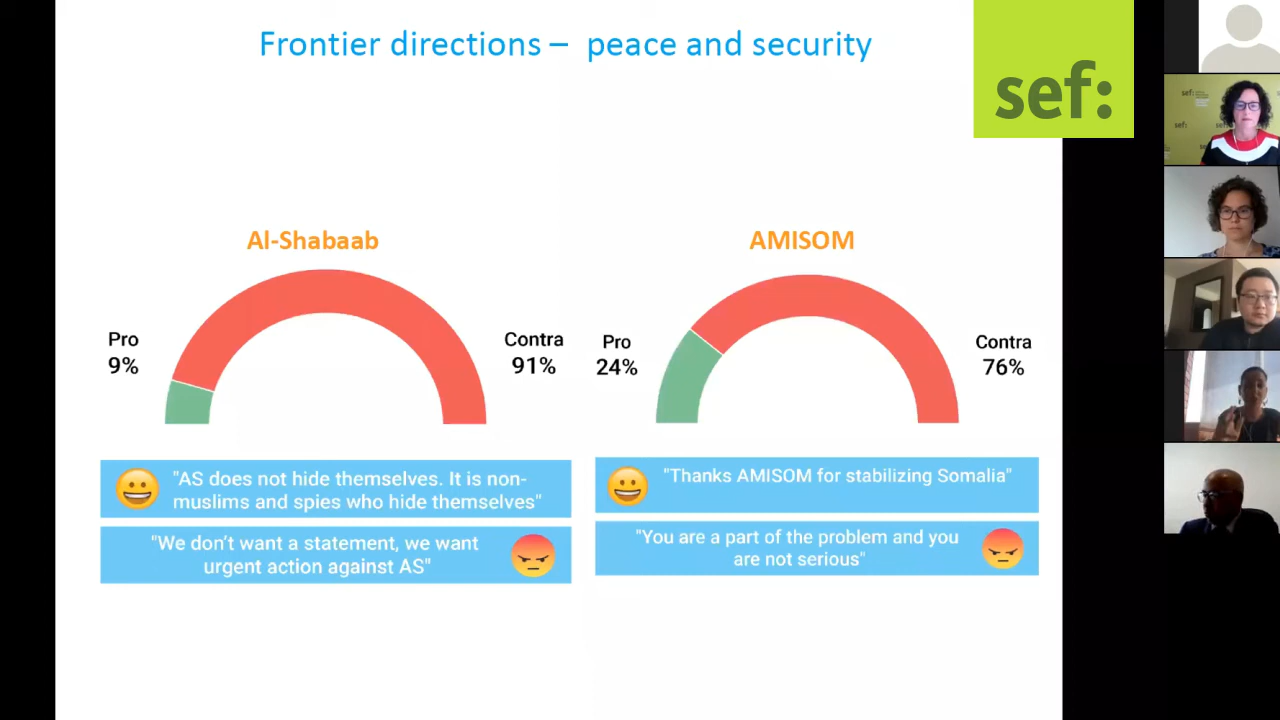 Frontier directions – peace and security
sef:
Al-Shabaab
Pro
9%
Contra
91%
"AS does not hide themselves. It is non-
muslims and spies who hide themselves"
"We don't want a statement, we want
urgent action against AS"
AMISOM
Pro
24%
Contra
76%
"Thanks AMISOM for stabilizing Somalia"
"You are a part of the problem and you
are not serious"
sef:
sef: